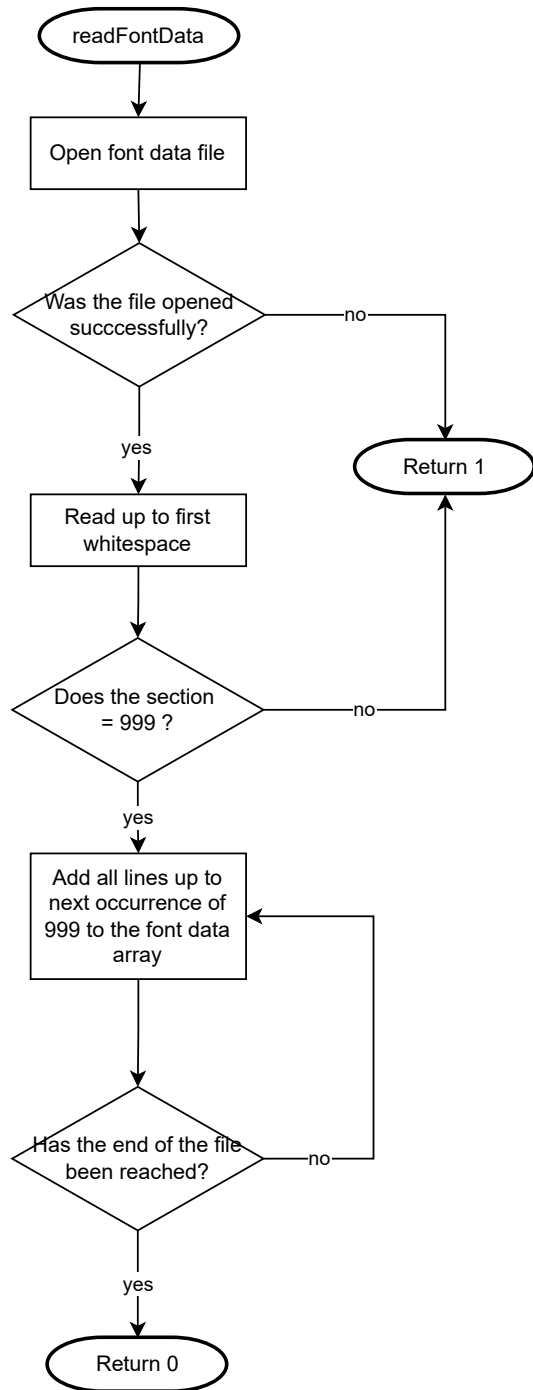 readFontData
Open font data file
Was the file opened
succcessfully?
no
yes
Return 1
Read up to first
whitespace
Does the section
= 999 ?
no
yes
Add all lines up to
next occurrence of
999 to the font data
array
Has the end of the file
been reached?
no
yes
Return 0